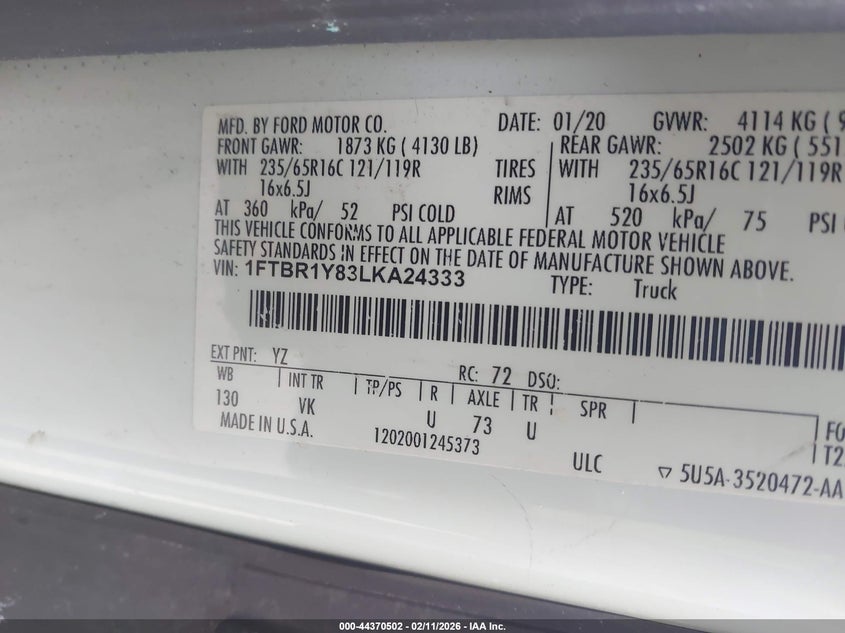 MFD. BY FORD MOTOR CO. DATE: 01/20 GVWR: 4114 KG ( 9
FRONT GAWR: 1873 KG ( 4130 LB) REAR GAWR: 2502 KG ( 551
WITH 235/65R16C 121/119R TIRES WITH 235/65R16C 121/119R
16x6.5J RIMS 16x6.5J
AT 360 kPa/ 52 PSI COLD AT 520 kPa/ 75 PSI C
THIS VEHICLE CONFORMS TO ALL APPLICABLE FEDERAL MOTOR VEHICLE
SAFETY STANDARDS IN EFFECT ON THE DATE OF MANUFACTURE SHOWN ABOVE.
VIN: 1FTBR1Y83LKA24333 TYPE: Truck
EXT PNT: YZ RC: 72 DSO:
WB INT TR TP/PS R AXLE TR SPR
130 VK U 73 U
MADE IN U.S.A. 1202001245373 ULC
FO
T2
▽ 5U5A-3520472-AA
000-44370502 - 02/11/2026 - IAA Inc.